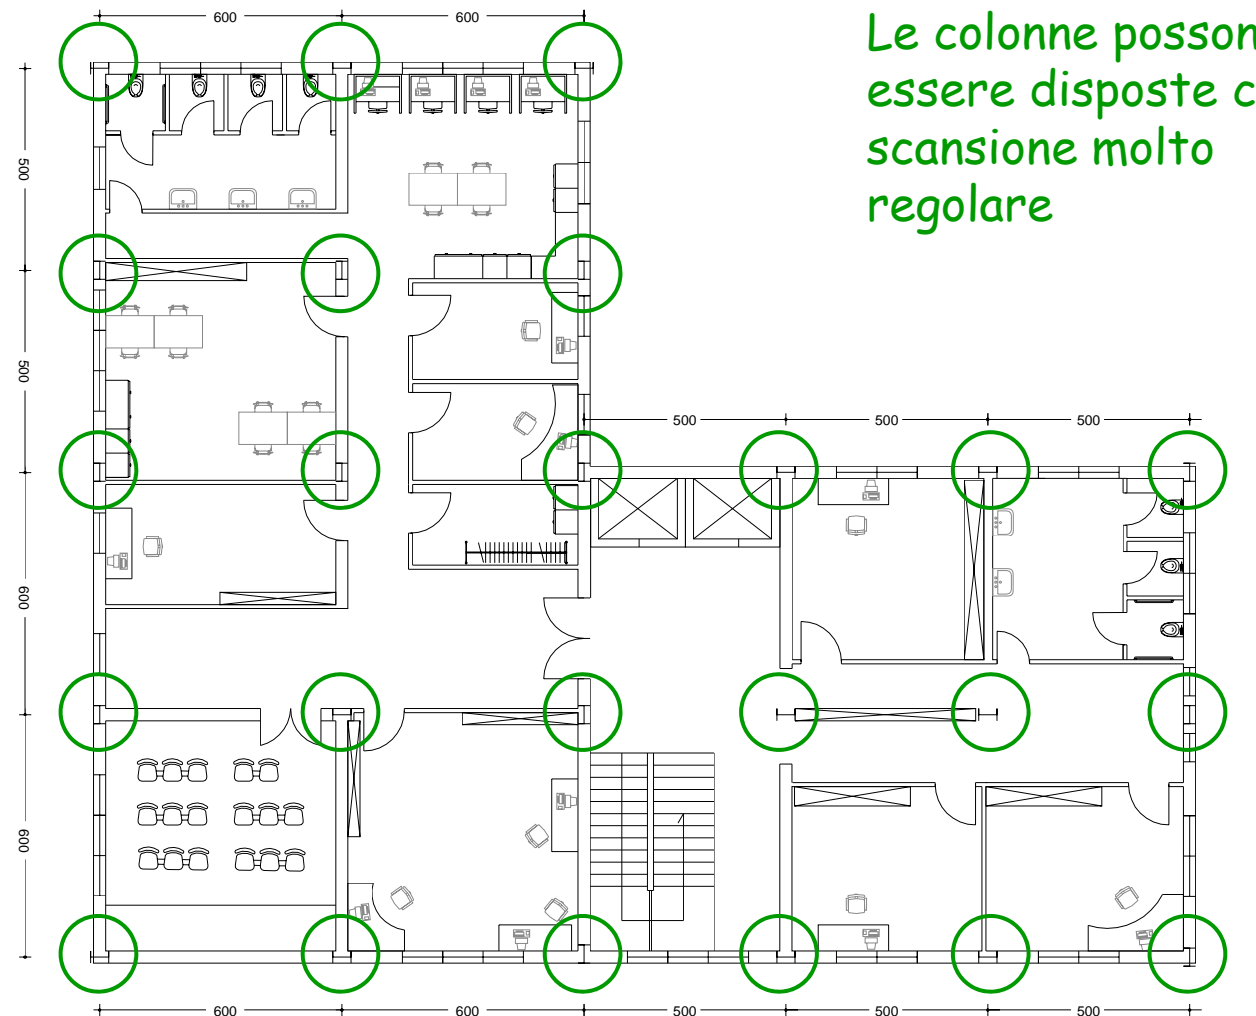 600 600
Le colonne posson
essere disposte c
scansione molto
regolare
500
500
500 500 500
600
600
600 600 500 500 500